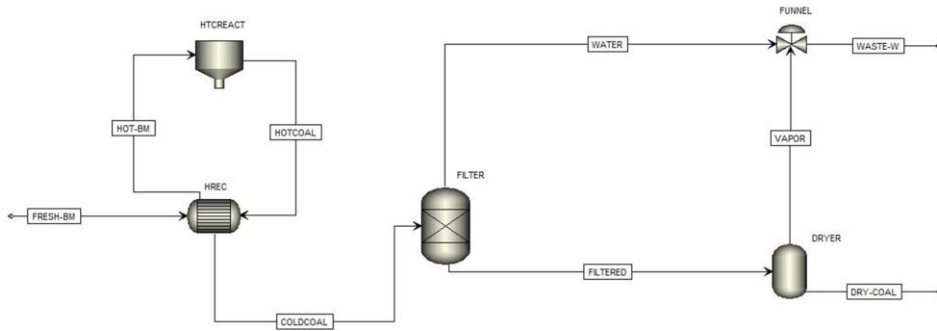 FUNNEL
HTCREACT
WATER
WASTE-W
HOT-BM
HOTCOAL
VAPOR
FILTER
HREC
FRESH-BM
DRYER
FILTERED
DRY-COAL
COLDCOAL